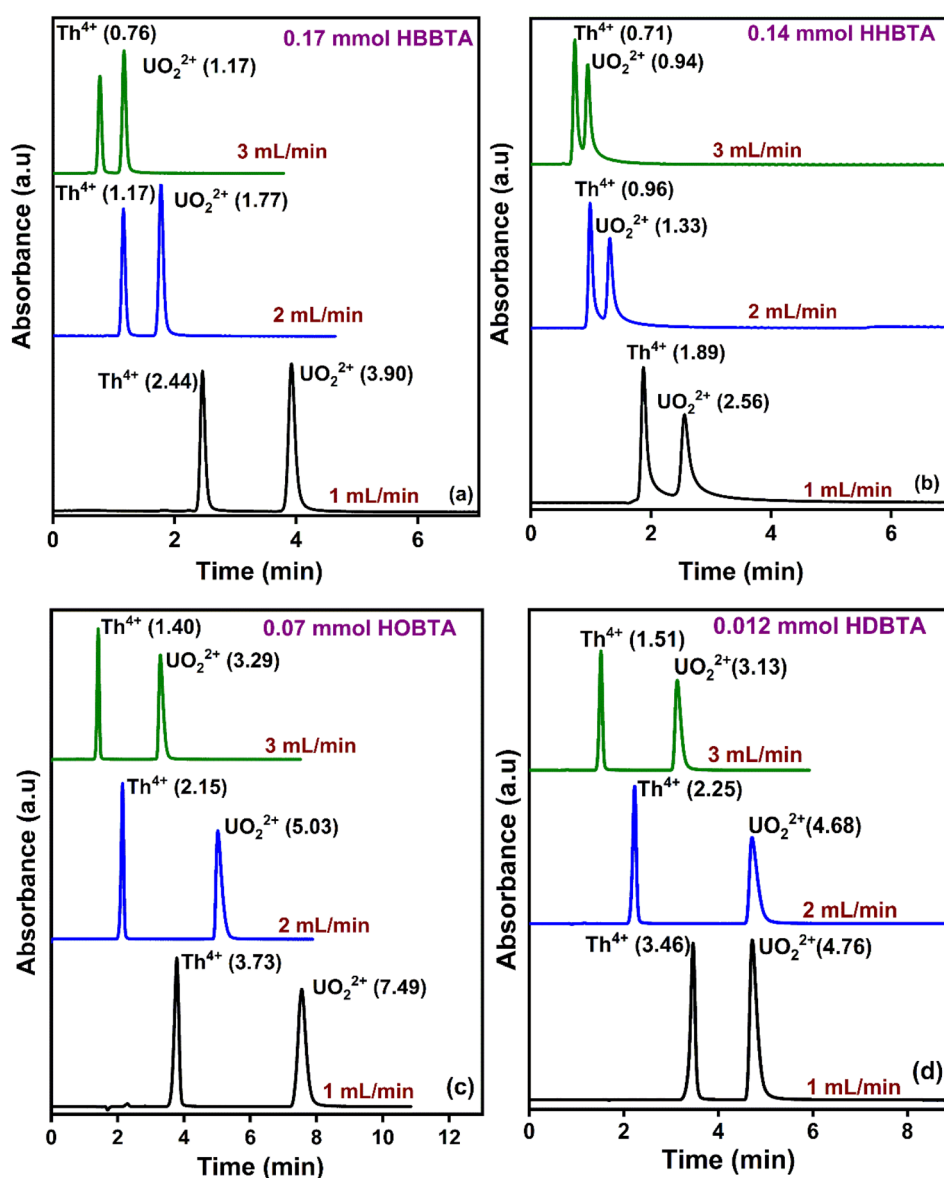 0.17 mmol HBBTA
Th⁴⁺ (0.76)
UO₂²⁺ (1.17)
3 mL/min
Th⁴⁺ (1.17)
UO₂²⁺ (1.77)
2 mL/min
Th⁴⁺ (2.44)
UO₂²⁺ (3.90)
1 mL/min
(a)
Absorbance (a.u)
0 2 4 6
Time (min)
0.14 mmol HHBTA
Th⁴⁺ (0.71)
UO₂²⁺ (0.94)
3 mL/min
Th⁴⁺ (0.96)
UO₂²⁺ (1.33)
2 mL/min
Th⁴⁺ (1.89)
UO₂²⁺ (2.56)
1 mL/min
(b)
Absorbance (a.u)
0 2 4 6
Time (min)
0.07 mmol HOBTA
Th⁴⁺ (1.40)
UO₂²⁺ (3.29)
3 mL/min
Th⁴⁺ (2.15)
UO₂²⁺ (5.03)
2 mL/min
Th⁴⁺ (3.73)
UO₂²⁺ (7.49)
1 mL/min
(c)
Absorbance (a.u)
0 2 4 6 8 10 12
Time (min)
0.012 mmol HDBTA
Th⁴⁺ (1.51)
UO₂²⁺(3.13)
3 mL/min
Th⁴⁺ (2.25)
UO₂²⁺(4.68)
2 mL/min
Th⁴⁺ (3.46)
UO₂²⁺(4.76)
1 mL/min
(d)
Absorbance (a.u)
0 2 4 6 8
Time (min)